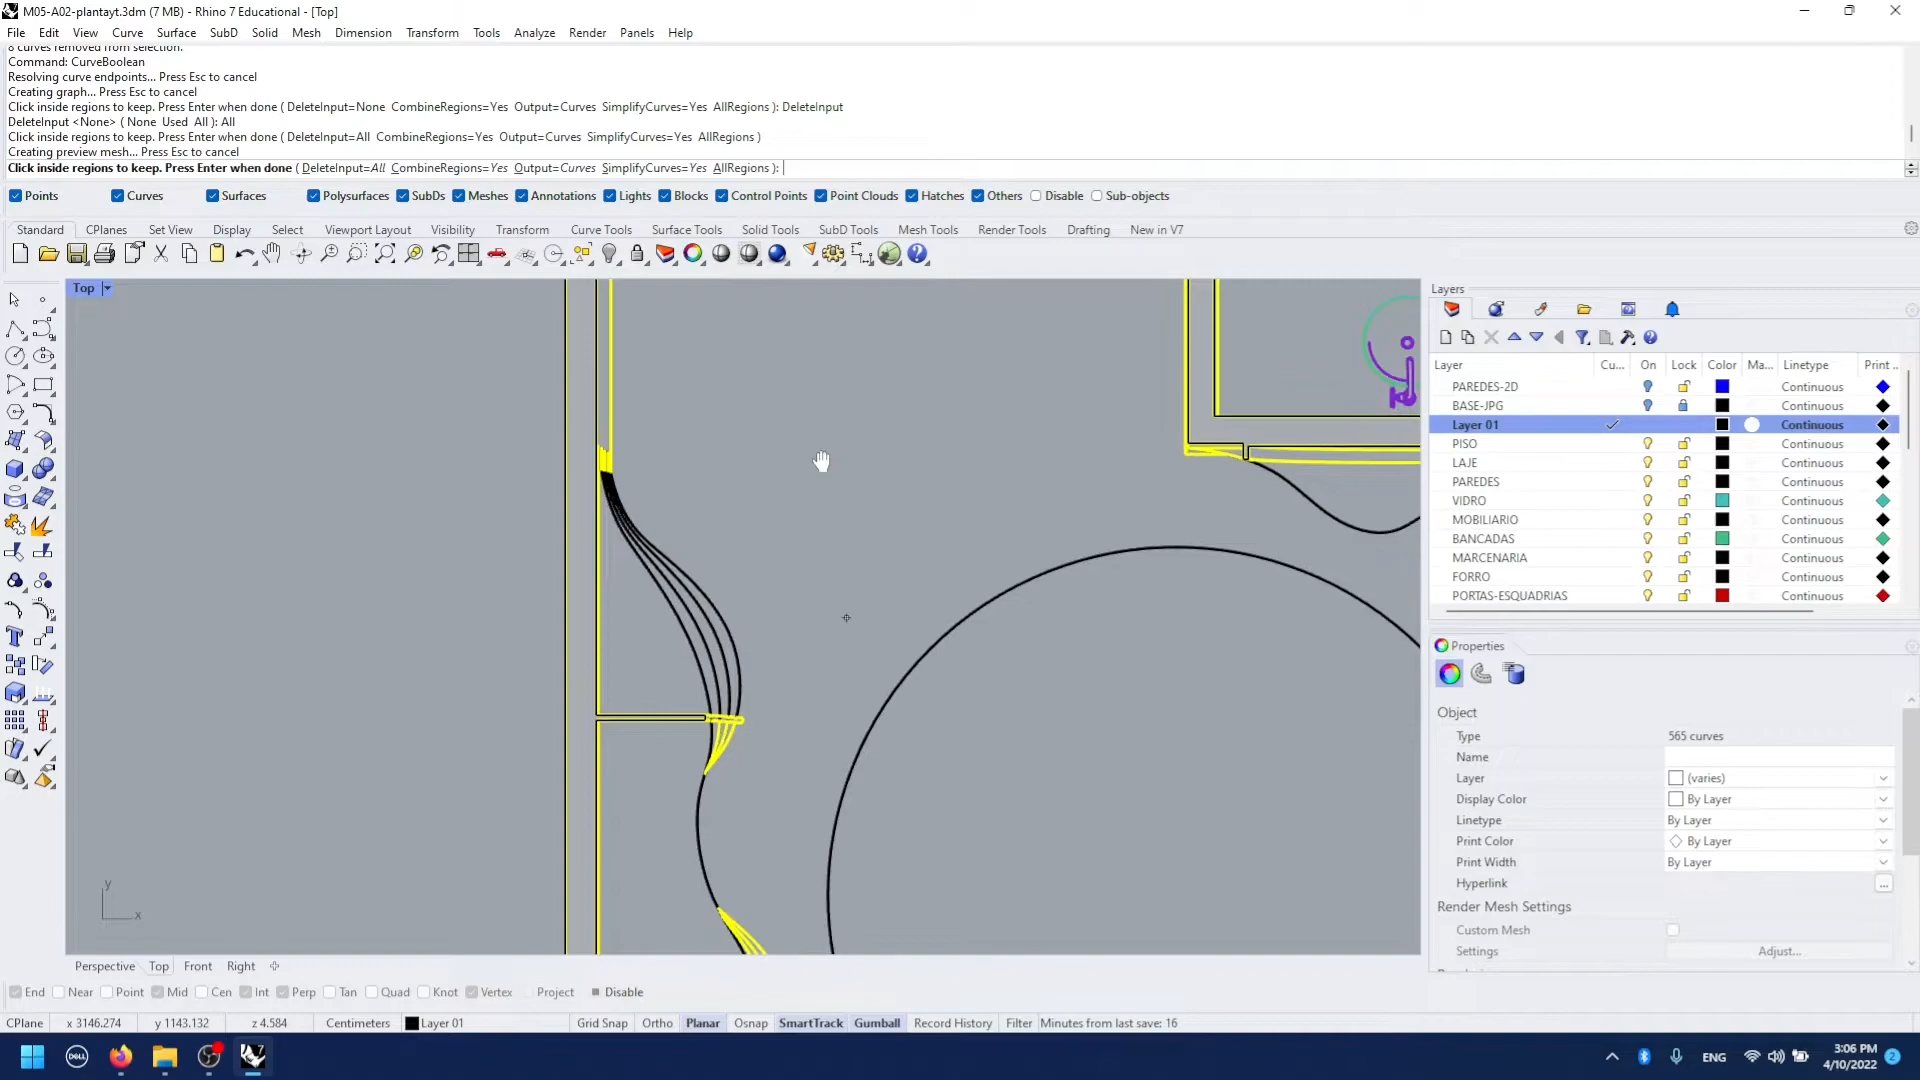 M05-A02-plantayt.3dm (7 MB) - Rhino 7 Educational - [Top]
File Edit View Curve Surface SubD Solid Mesh Dimension Transform Tools Analyze Render Panels Help
8 curves removed from selection.
Command: CurveBoolean
Resolving curve endpoints... Press Esc to cancel
Creating graph... Press Esc to cancel
Click inside regions to keep. Press Enter when done ( DeleteInput=None CombineRegions=Yes Output=Curves SimplifyCurves=Yes AllRegions ): DeleteInput
DeleteInput <None> ( None Used All ): All
Click inside regions to keep. Press Enter when done ( DeleteInput=All CombineRegions=Yes Output=Curves SimplifyCurves=Yes AllRegions )
Creating preview mesh... Press Esc to cancel
Click inside regions to keep. Press Enter when done ( DeleteInput=All CombineRegions=Yes Output=Curves SimplifyCurves=Yes AllRegions ):
Points Curves Surfaces Polysurfaces SubDs Meshes Annotations Lights Blocks Control Points Point Clouds Hatches Others Disable Sub-objects
Standard CPlanes Set View Display Select Viewport Layout Visibility Transform Curve Tools Surface Tools Solid Tools SubD Tools Mesh Tools Render Tools Drafting New in V7
Top
Layers
Layer Cu... On Lock Color Ma... Linetype Print ..
PAREDES-2D Continuous
BASE-JPG Continuous
Layer 01 Continuous
PISO Continuous
LAJE Continuous
PAREDES Continuous
VIDRO Continuous
MOBILIARIO Continuous
BANCADAS Continuous
MARCENARIA Continuous
FORRO Continuous
PORTAS-ESQUADRIAS Continuous
Properties
Object
Type 565 curves
Name
Layer (varies)
Display Color By Layer
Linetype By Layer
Print Color By Layer
Print Width By Layer
Hyperlink ...
Render Mesh Settings
Custom Mesh
Settings Adjust...
y
x
Perspective Top Front Right
End Near Point Mid Cen Int Perp Tan Quad Knot Vertex Project Disable
CPlane x 3146.274 y 1143.132 z 4.584 Centimeters Layer 01 Grid Snap Ortho Planar Osnap SmartTrack Gumball Record History Filter Minutes from last save: 16
DELL
7
ENG
3:06 PM
4/10/2022
2